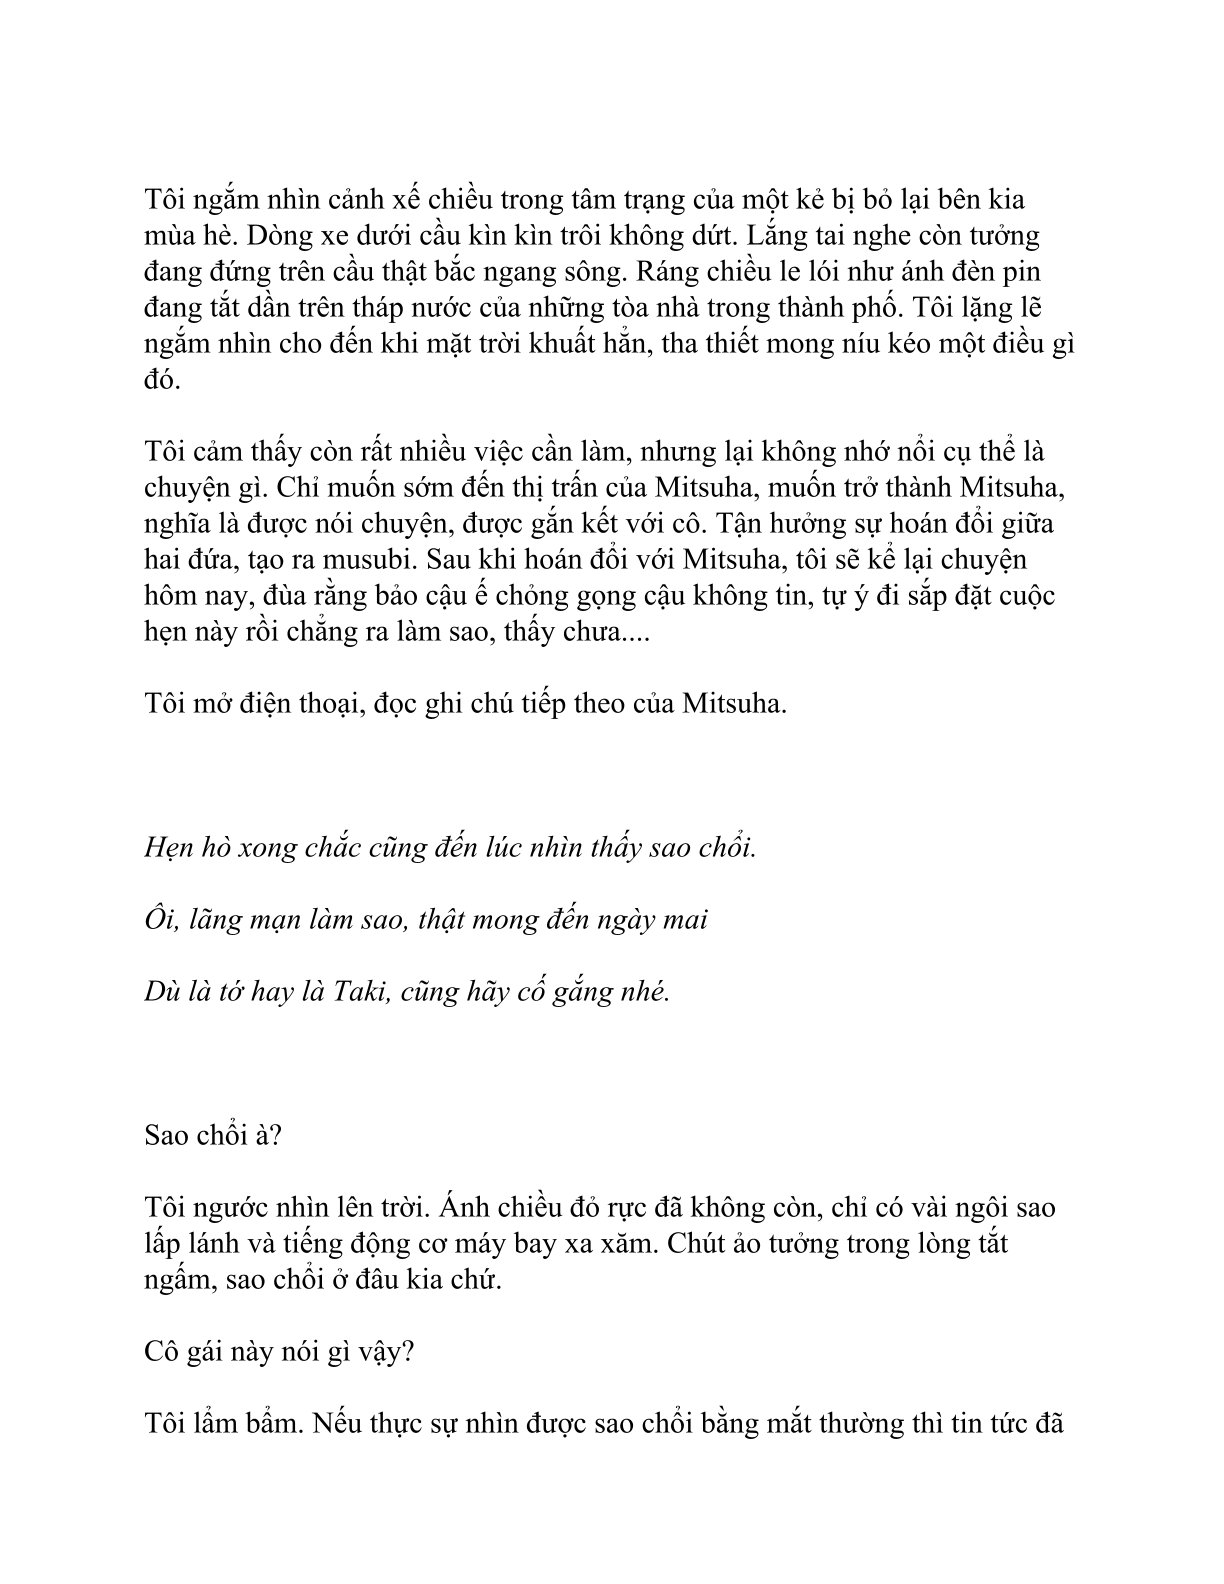 Tôi ngắm nhìn cảnh xế chiều trong tâm trạng của một kẻ bị bỏ lại bên kia
mùa hè. Dòng xe dưới cầu kìn kìn trôi không dứt. Lắng tai nghe còn tưởng
đang đứng trên cầu thật bắc ngang sông. Ráng chiều le lói như ánh đèn pin
đang tắt dần trên tháp nước của những tòa nhà trong thành phố. Tôi lặng lẽ
ngắm nhìn cho đến khi mặt trời khuất hẳn, tha thiết mong níu kéo một điều gì
đó.
Tôi cảm thấy còn rất nhiều việc cần làm, nhưng lại không nhớ nổi cụ thể là
chuyện gì. Chỉ muốn sớm đến thị trấn của Mitsuha, muốn trở thành Mitsuha,
nghĩa là được nói chuyện, được gắn kết với cô. Tận hưởng sự hoán đổi giữa
hai đứa, tạo ra musubi. Sau khi hoán đổi với Mitsuha, tôi sẽ kể lại chuyện
hôm nay, đùa rằng bảo cậu ế chỏng gọng cậu không tin, tự ý đi sắp đặt cuộc
hẹn này rồi chẳng ra làm sao, thấy chưa....
Tôi mở điện thoại, đọc ghi chú tiếp theo của Mitsuha.
Hẹn hò xong chắc cũng đến lúc nhìn thấy sao chổi.
Ôi, lãng mạn làm sao, thật mong đến ngày mai
Dù là tớ hay là Taki, cũng hãy cố gắng nhé.
Sao chổi à?
Tôi ngước nhìn lên trời. Ánh chiều đỏ rực đã không còn, chỉ có vài ngôi sao
lấp lánh và tiếng động cơ máy bay xa xăm. Chút ảo tưởng trong lòng tắt
ngấm, sao chổi ở đâu kia chứ.
Cô gái này nói gì vậy?
Tôi lẩm bẩm. Nếu thực sự nhìn được sao chổi bằng mắt thường thì tin tức đã